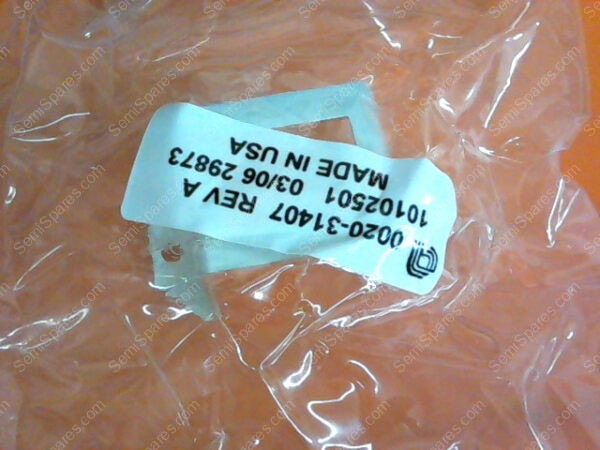 0020-31407 REV A
10102501 03/06 29873
MADE IN USA
SemiSpares.com